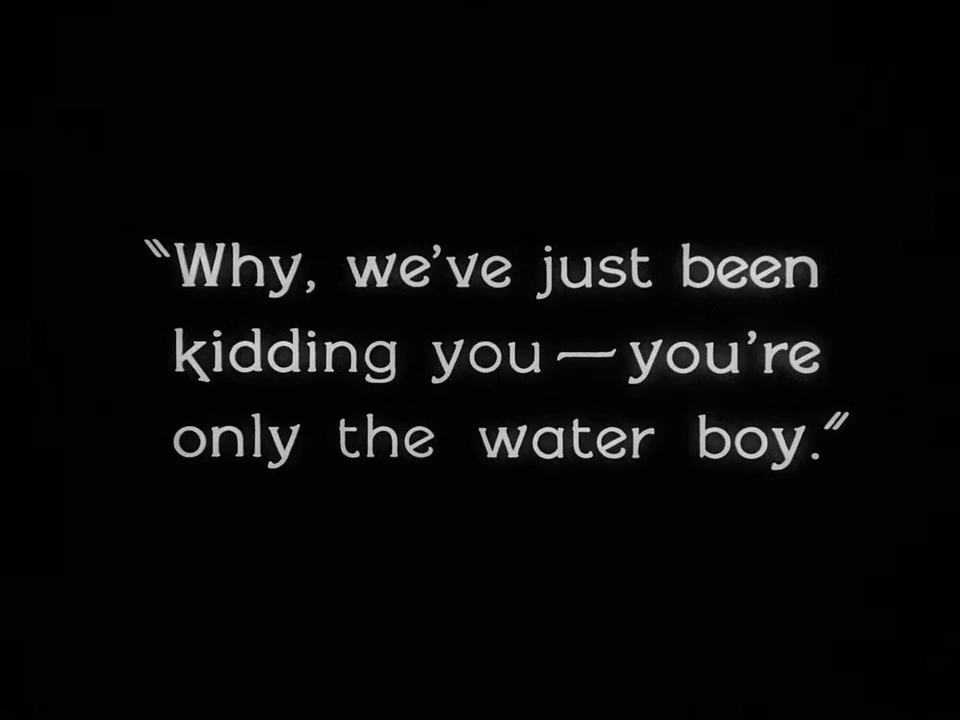 "Why, we've just been
kidding you — you're
only the water boy."